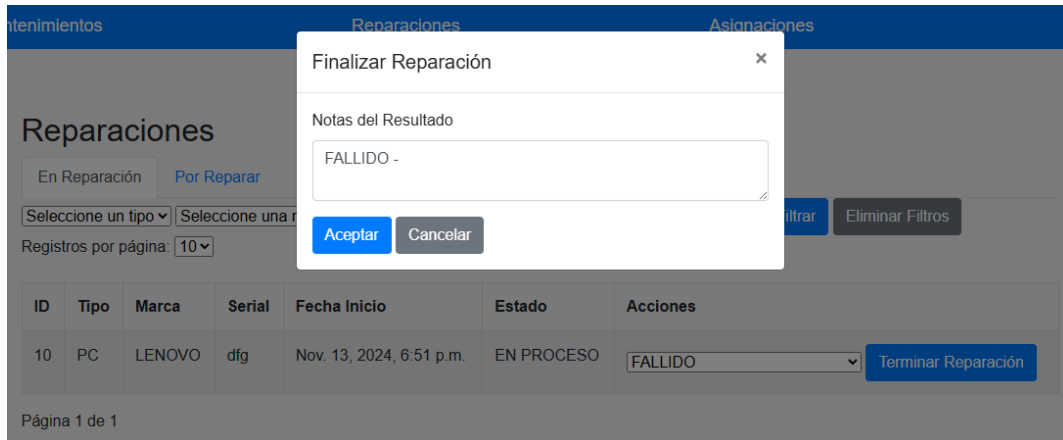 Reparaciones
Asignaciones
Finalizar Reparación
×
Notas del Resultado
FALLIDO -
Aceptar
Cancelar
Reparaciones
En Reparación
Por Reparar
Seleccione un tipo
Seleccione una
Eliminar Filtros
Registros por página: 10
ID Tipo Marca Serial Fecha Inicio Estado Acciones
10 PC LENOVO dfg Nov. 13, 2024, 6:51 p.m. EN PROCESO FALLIDO Terminar Reparación
Página 1 de 1